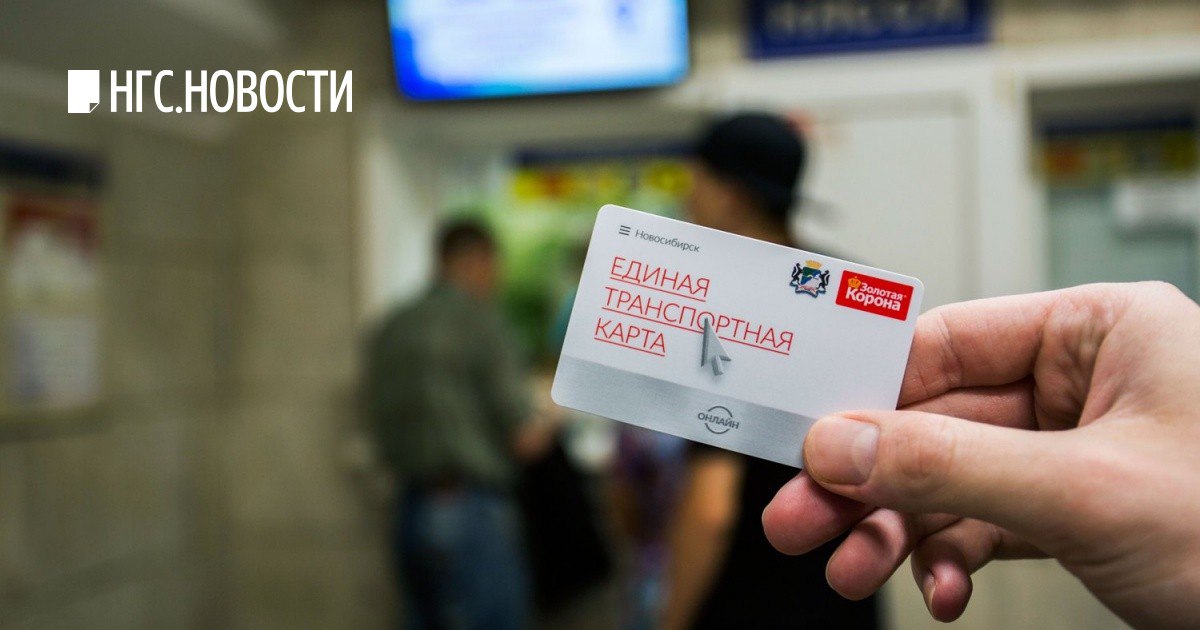 НГС.НОВОСТИ
Новосибирск
ЕДИНАЯ
ТРАНСПОРТНАЯ
КАРТА
Золотая
Корона
ОНЛАЙН